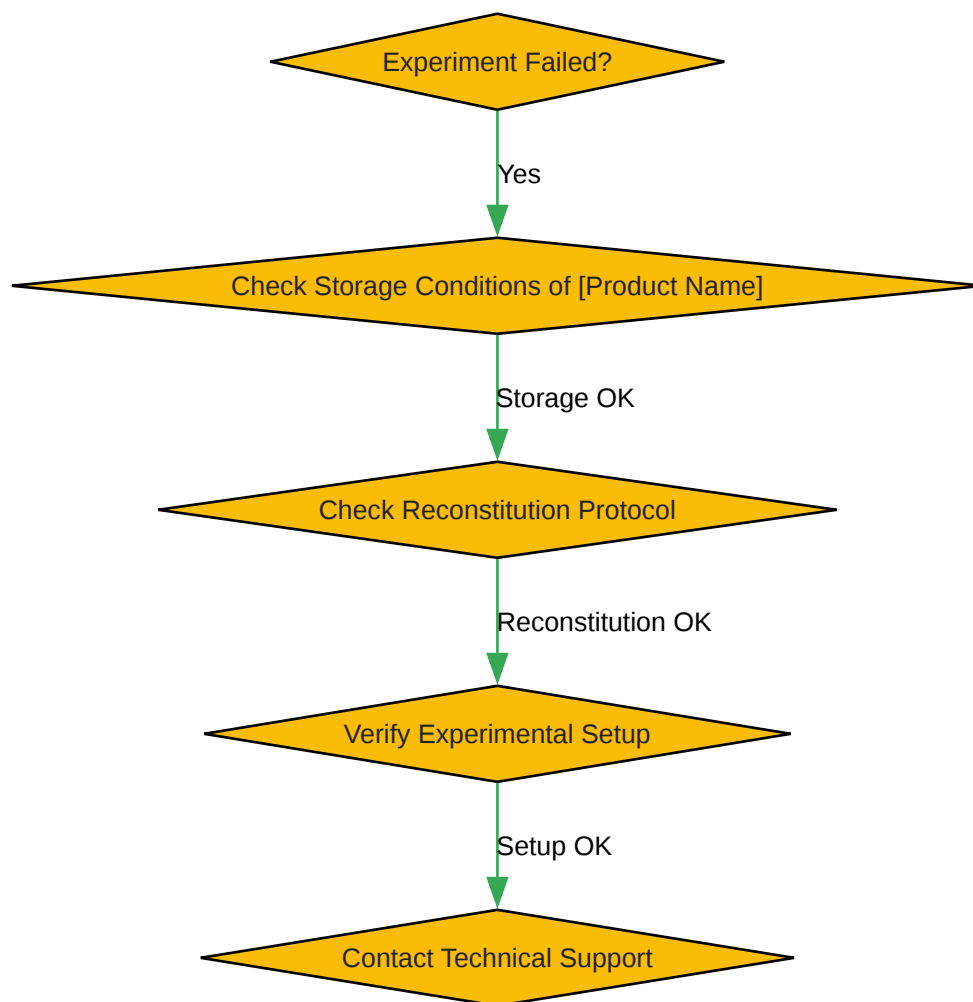 Experiment Failed?
Yes
Check Storage Conditions of [Product Name]
Storage OK
Check Reconstitution Protocol
Reconstitution OK
Verify Experimental Setup
Setup OK
Contact Technical Support